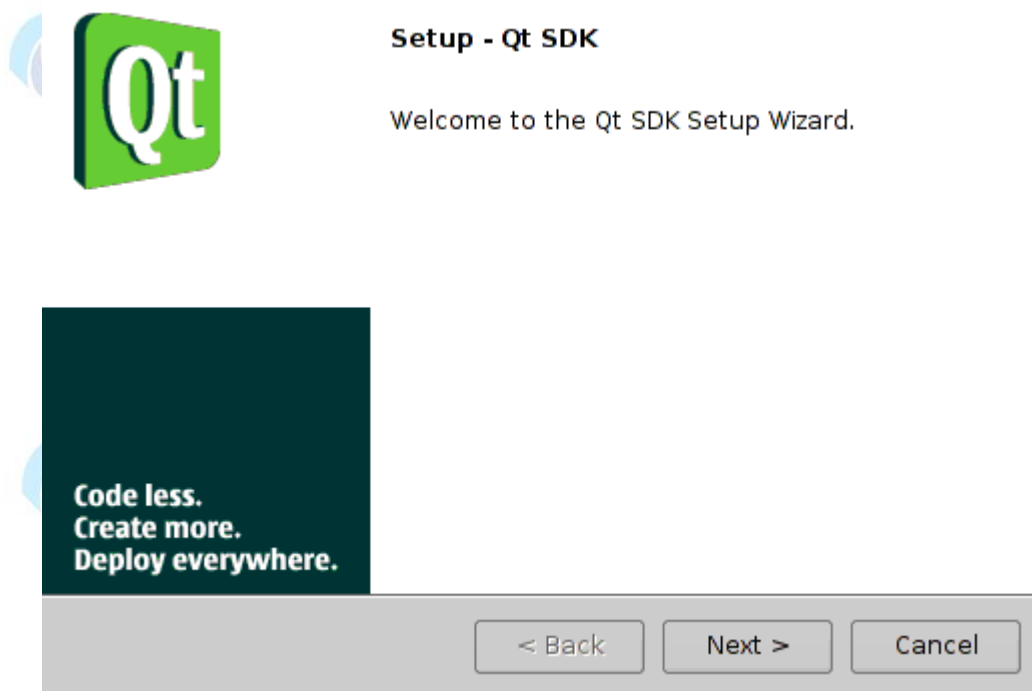 Qt
Setup - Qt SDK
Welcome to the Qt SDK Setup Wizard.
Code less.
Create more.
Deploy everywhere.
< Back
Next >
Cancel